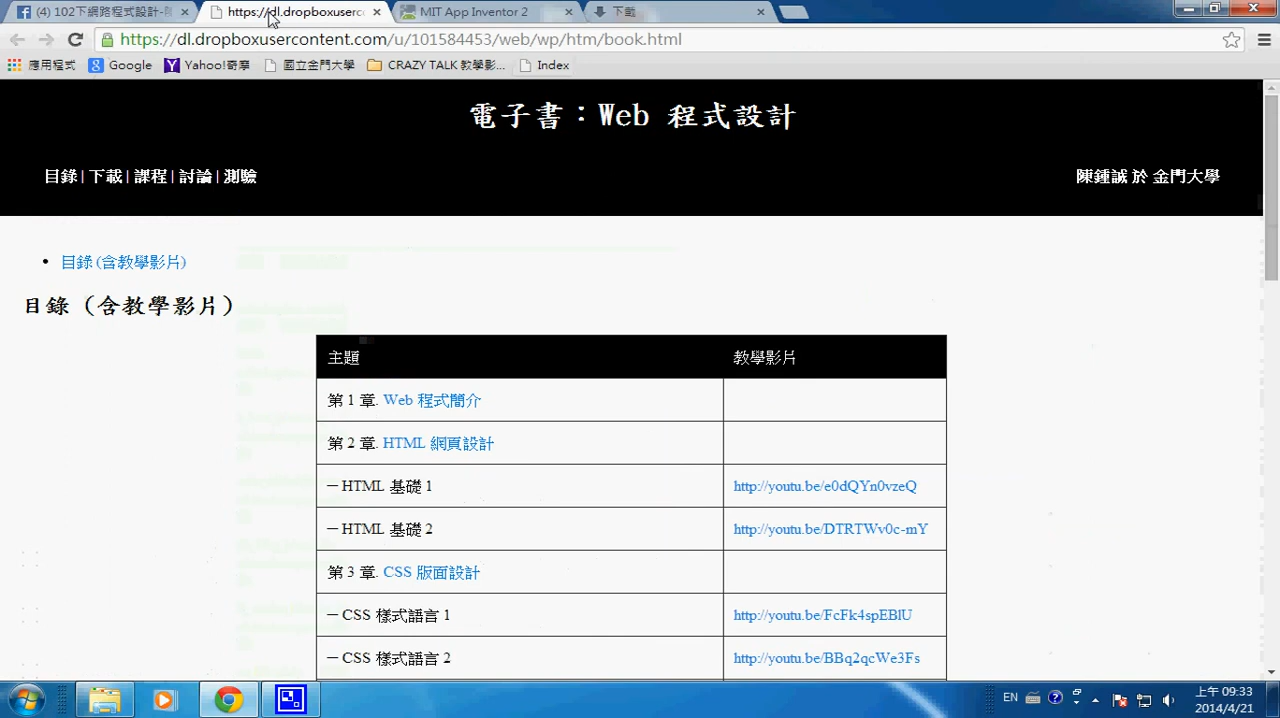 (4) 102下網路程式設計-
https://dl.dropboxuserc
MIT App Inventor 2
下載
https://dl.dropboxusercontent.com/u/101584453/web/wp/htm/book.html
應用程式
Google
Yahoo!奇摩
國立金門大學
CRAZY TALK 教學影...
Index
電子書：Web 程式設計
目錄 | 下載 | 課程 | 討論 | 測驗
陳鍾誠 於 金門大學
• 目錄 (含教學影片)
目錄 (含教學影片)
主題 教學影片
第 1 章. Web 程式簡介
第 2 章. HTML 網頁設計
─ HTML 基礎 1 http://youtu.be/e0dQYn0vzeQ
─ HTML 基礎 2 http://youtu.be/DTRTWv0c-mY
第 3 章. CSS 版面設計
─ CSS 樣式語言 1 http://youtu.be/FcFk4spEBlU
─ CSS 樣式語言 2 http://youtu.be/BBq2qcWe3Fs
EN
上午 09:33
2014/4/21